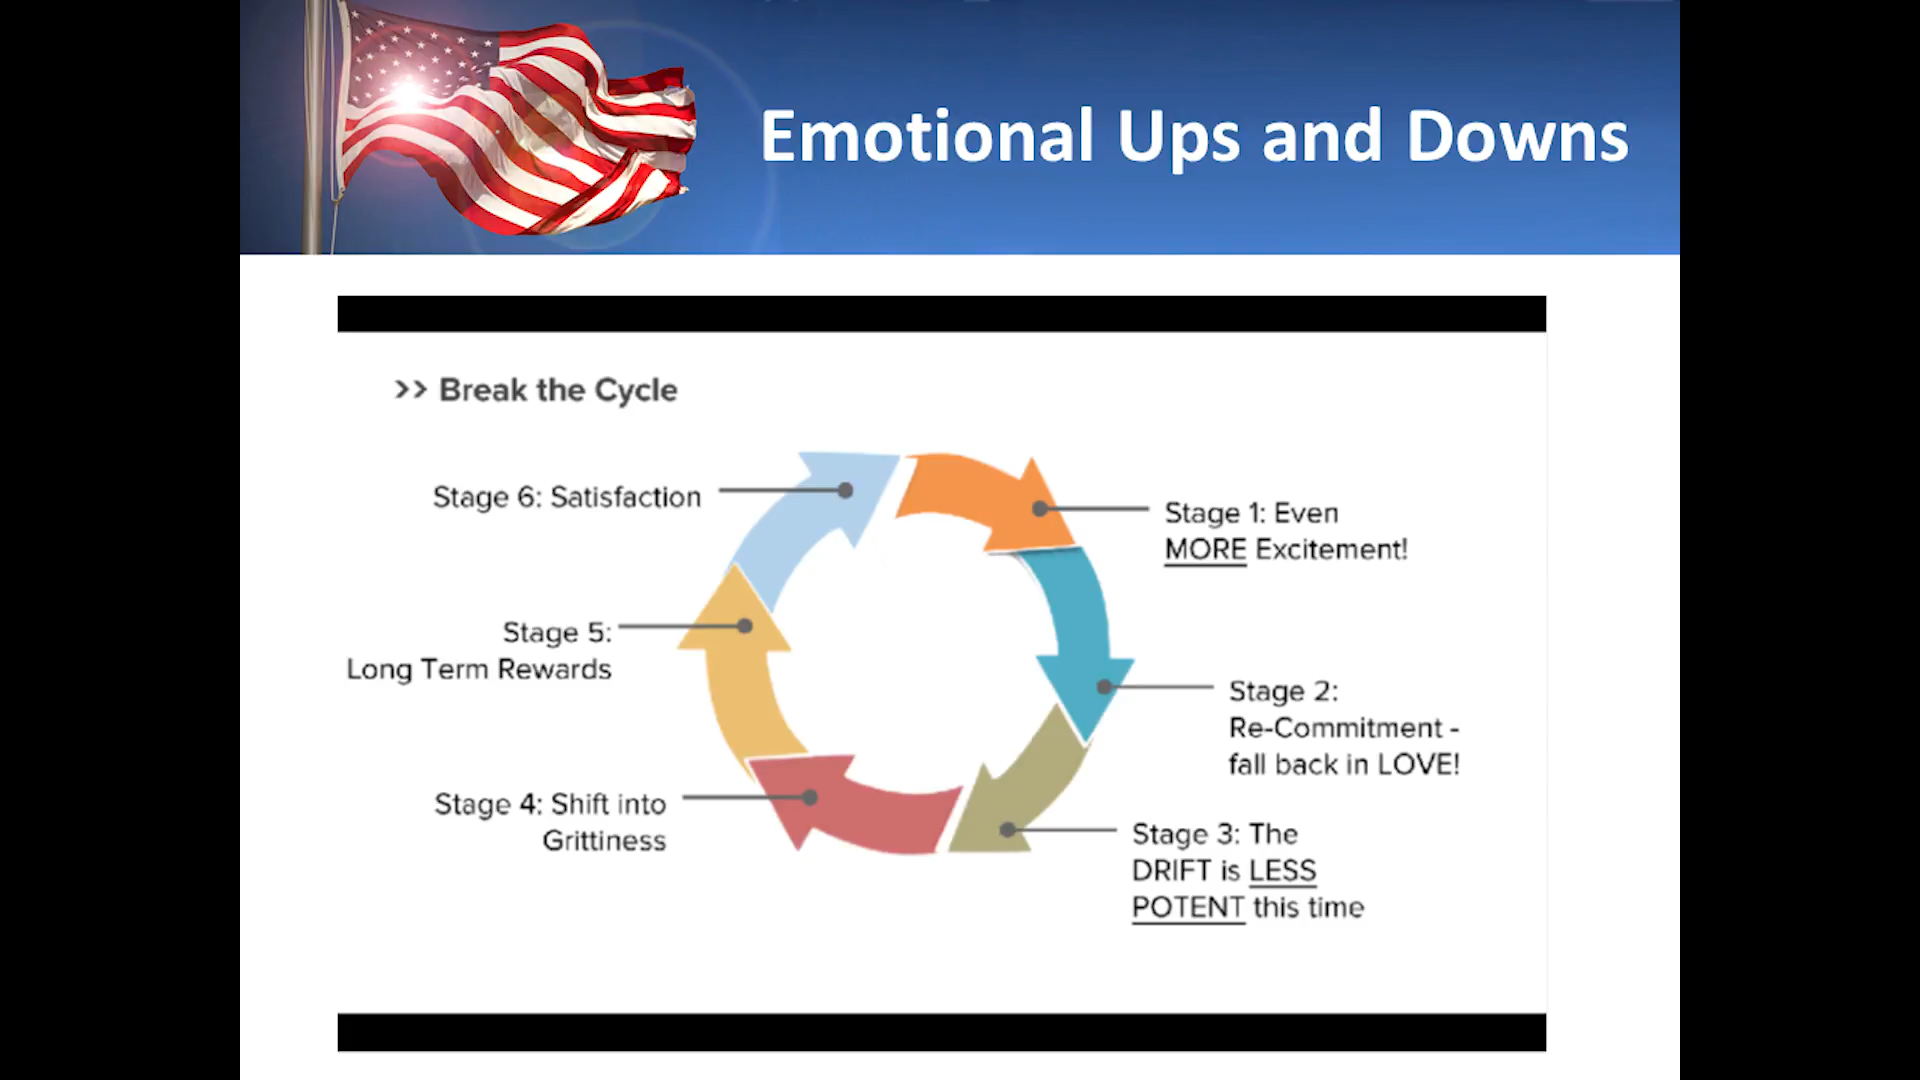 Emotional Ups and Downs
>> Break the Cycle
Stage 1: Even
MORE Excitement!
Stage 2:
Re-Commitment -
fall back in LOVE!
Stage 3: The
DRIFT is LESS
POTENT this time
Stage 4: Shift into
Grittiness
Stage 5:
Long Term Rewards
Stage 6: Satisfaction